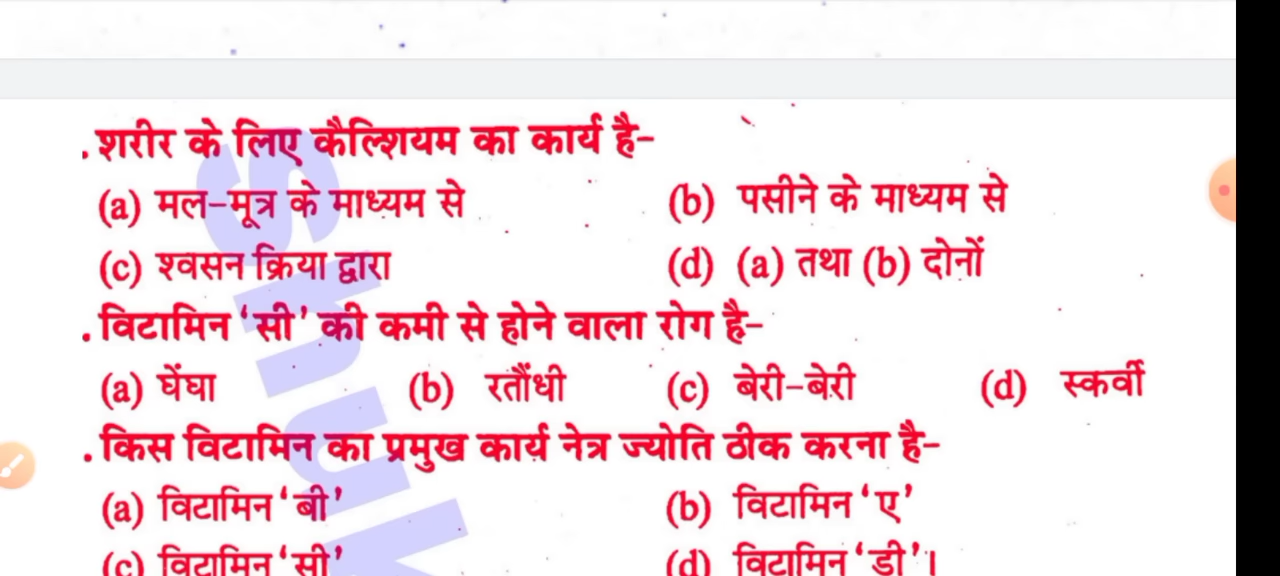 . शरीर के लिए कैल्शियम का कार्य है-
(a) मल-मूत्र के माध्यम से (b) पसीने के माध्यम से
(c) श्वसन क्रिया द्वारा (d) (a) तथा (b) दोनों
. विटामिन 'सी' की कमी से होने वाला रोग है-
(a) घेंघा (b) रतौंधी (c) बेरी-बेरी (d) स्कर्वी
. किस विटामिन का प्रमुख कार्य नेत्र ज्योति ठीक करना है-
(a) विटामिन 'बी' (b) विटामिन 'ए'
(c) विटामिन 'सी' (d) विटामिन 'डी'।